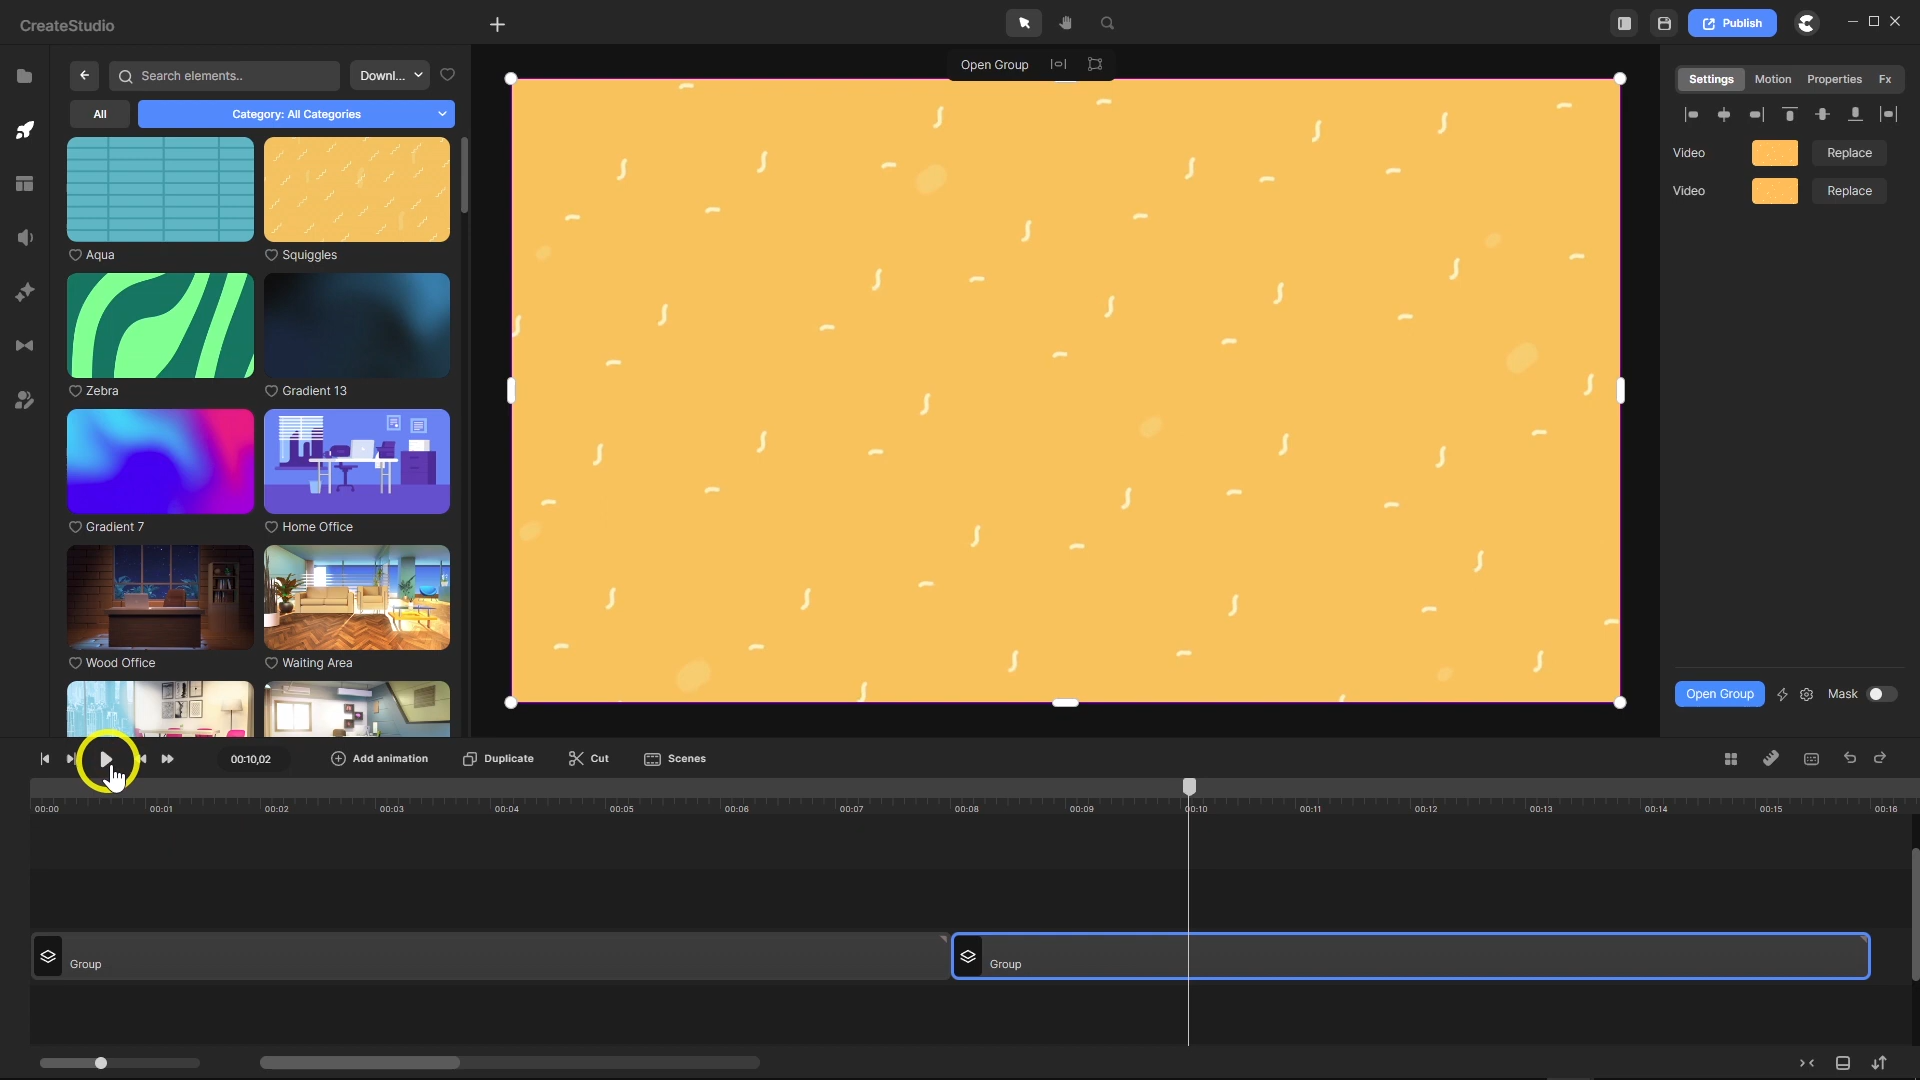 CreateStudio
Publish
Search elements..
Downl...
Open Group
Settings Motion Properties Fx
All
Category: All Categories
Video Replace
Video Replace
Aqua
Squiggles
Zebra
Gradient 13
Gradient 7
Home Office
Wood Office
Waiting Area
Open Group
Mask
00:10,02
Add animation
Duplicate
Cut
Scenes
00:00 00:01 00:02 00:03 00:04 00:05 00:06 00:07 00:08 00:09 00:10 00:11 00:12 00:13 00:14 00:15 00:16
Group
Group